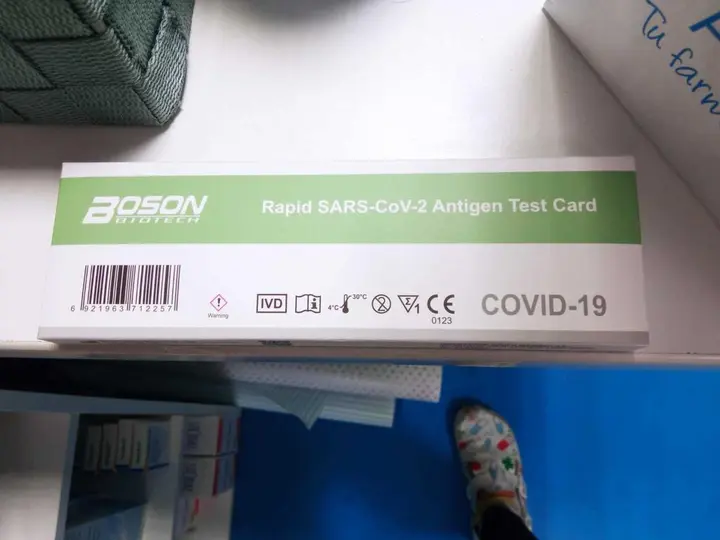 Tu farm
BOSON
BIOTECH
Rapid SARS-CoV-2 Antigen Test Card
6 921963 712257
Warning
IVD
i
4°C
30°C
2
Σ
1
CE
0123
COVID-19